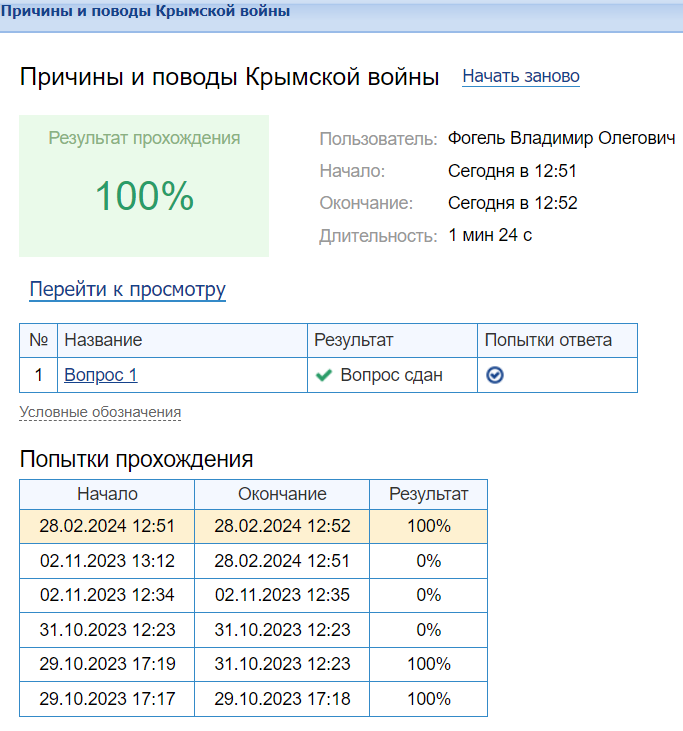 Причины и поводы Крымской войны
Причины и поводы Крымской войны Начать заново
Результат прохождения
100%
Пользователь: Фогель Владимир Олегович
Начало: Сегодня в 12:51
Окончание: Сегодня в 12:52
Длительность: 1 мин 24 с
Перейти к просмотру
№ Название Результат Попытки ответа
1 Вопрос 1 Вопрос сдан
Условные обозначения
Попытки прохождения
Начало Окончание Результат
28.02.2024 12:51 28.02.2024 12:52 100%
02.11.2023 13:12 28.02.2024 12:51 0%
02.11.2023 12:34 02.11.2023 12:35 0%
31.10.2023 12:23 31.10.2023 12:23 0%
29.10.2023 17:19 31.10.2023 12:23 100%
29.10.2023 17:17 29.10.2023 17:18 100%